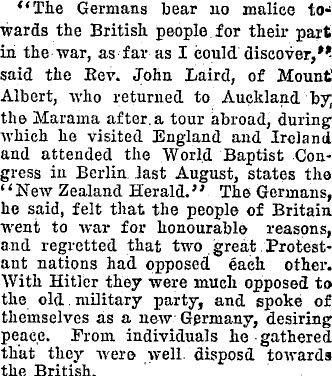 "The Germans bear no malice to-
wards the British people for their part
in the war, as far as I could discover,"
said the Rev. John Laird, of Mount
Albert, who returned to Auckland by
the Marama after a tour abroad, during
which he visited England and Ireland
and attended the World Baptist Con-
gress in Berlin last August, states the
"New Zealand Herald." The Germans,
he said, felt that the people of Britain
went to war for honourable reasons,
and regretted that two great Protest-
ant nations had opposed each other.
With Hitler they were much opposed to
the old military party, and spoke of
themselves as a new Germany, desiring
peace. From individuals he gathered
that they were well disposd towards
the British.